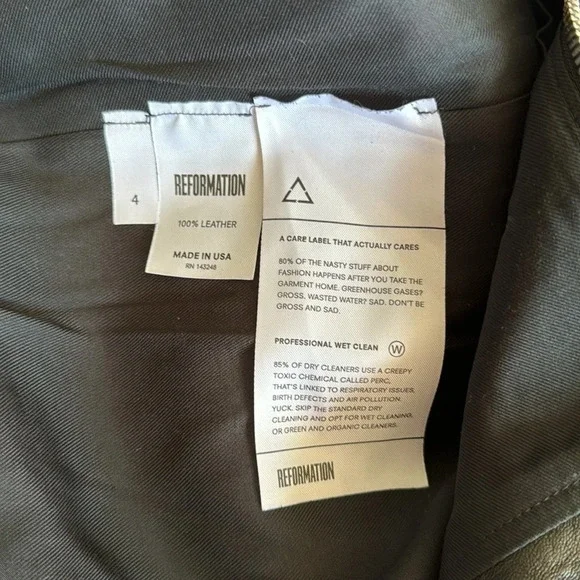 4
REFORMATION
100% LEATHER
MADE IN USA
RN 143248
A CARE LABEL THAT ACTUALLY CARES
80% OF THE NASTY STUFF ABOUT
FASHION HAPPENS AFTER YOU TAKE THE
GARMENT HOME. GREENHOUSE GASES?
GROSS, WASTED WATER? SAD. DON'T BE
GROSS AND SAD.
PROFESSIONAL WET CLEAN W
85% OF DRY CLEANERS USE A CREEPY
TOXIC CHEMICAL CALLED PERC,
THAT'S LINKED TO RESPIRATORY ISSUES,
BIRTH DEFECTS AND AIR POLLUTION.
YUCK. SKIP THE STANDARD DRY
CLEANING AND OPT FOR WET CLEANING,
OR GREEN AND ORGANIC CLEANERS.
REFORMATION